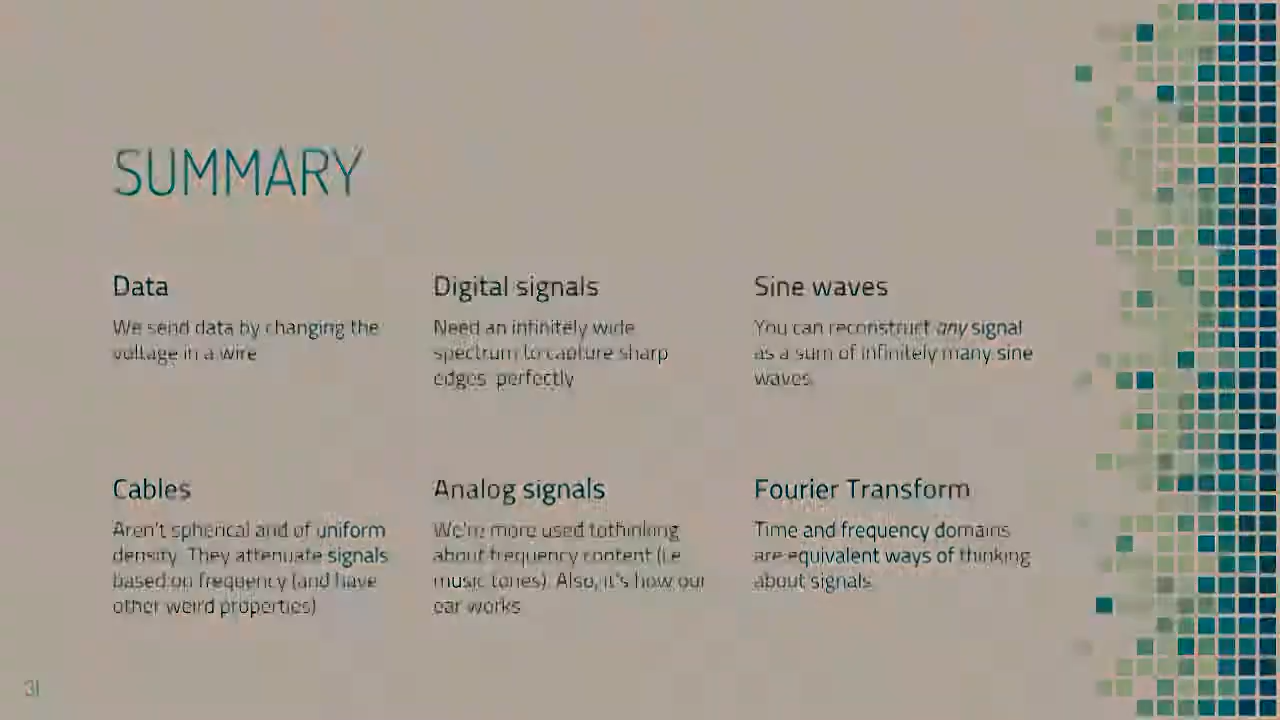 SUMMARY
Data
We send data by changing the
voltage in a wire
Digital signals
Need an infinitely wide
spectrum to capture sharp
edges perfectly
Sine waves
You can reconstruct any signal
as a sum of infinitely many sine
waves
Cables
Aren't spherical and of uniform
density. They attenuate signals
based on frequency (and have
other weird properties)
Analog signals
We're more used to thinking
about frequency content (i.e
music tones). Also, it's how our
ear works
Fourier Transform
Time and frequency domains
are equivalent ways of thinking
about signals
31